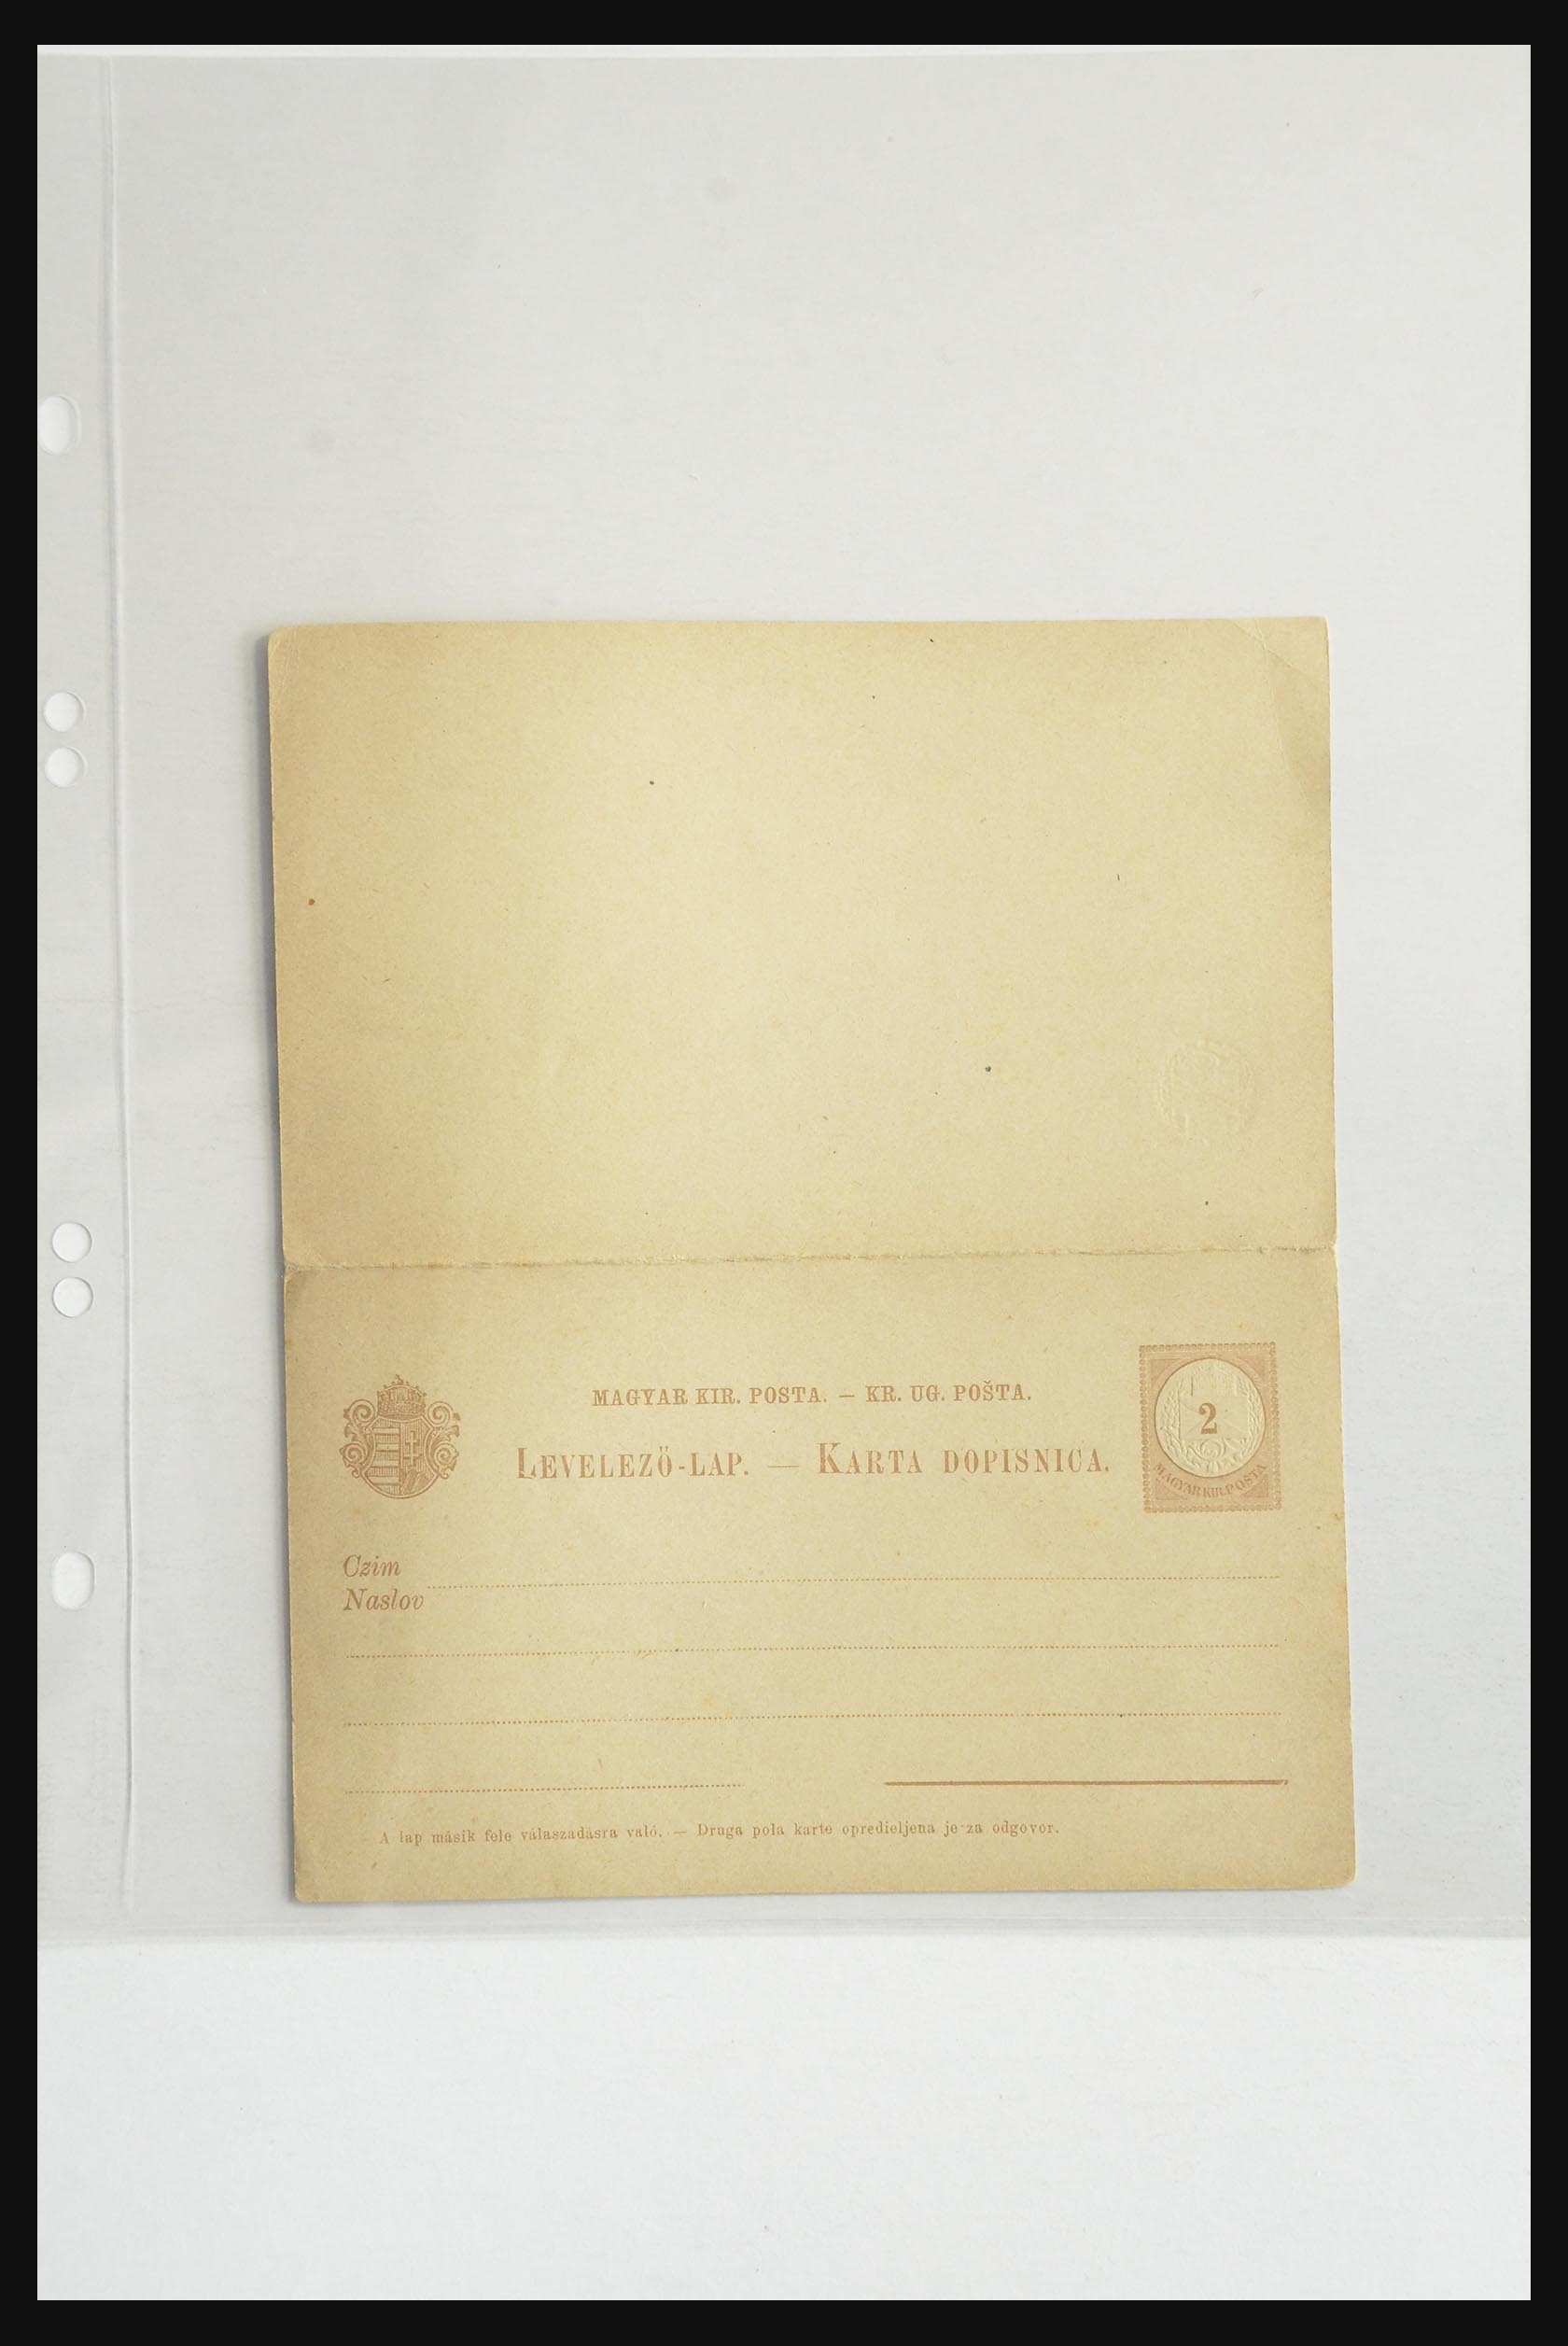 MAGYAR KIR. POSTA. — KR. UG. POŠTA.
LEVELEZŐ-LAP. — KARTA DOPISNICA.
2
MAGYAR KIR. POSTA
Czim
Naslov
A lap másik fele válaszadásra való. — Druga pola karte opredieljena je za odgovor.